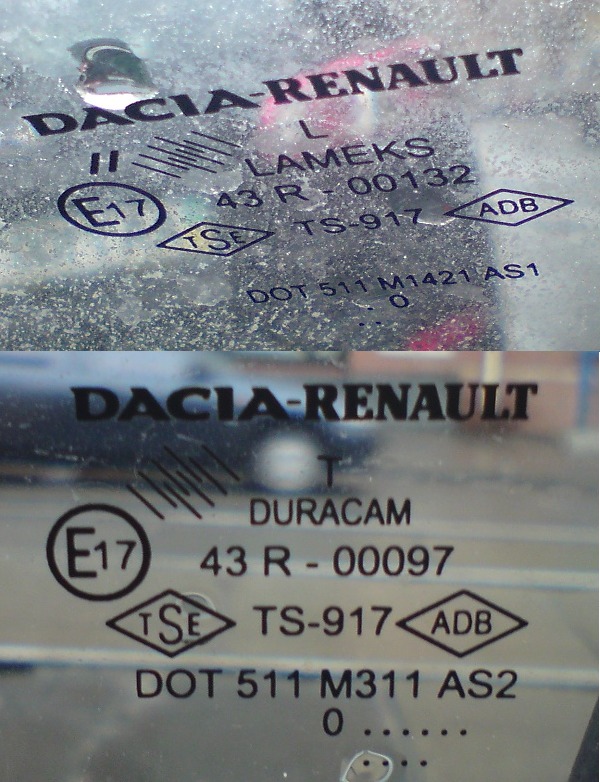 DACIA-RENAULT
II L
LAMEKS
E17 43 R - 00132
TSE TS-917 ADB
DOT 511 M1421 AS1
. 0
. .
DACIA-RENAULT
T
DURACAM
E17 43 R - 00097
TSE TS-917 ADB
DOT 511 M311 AS2
0 . . . . . .
. . . .